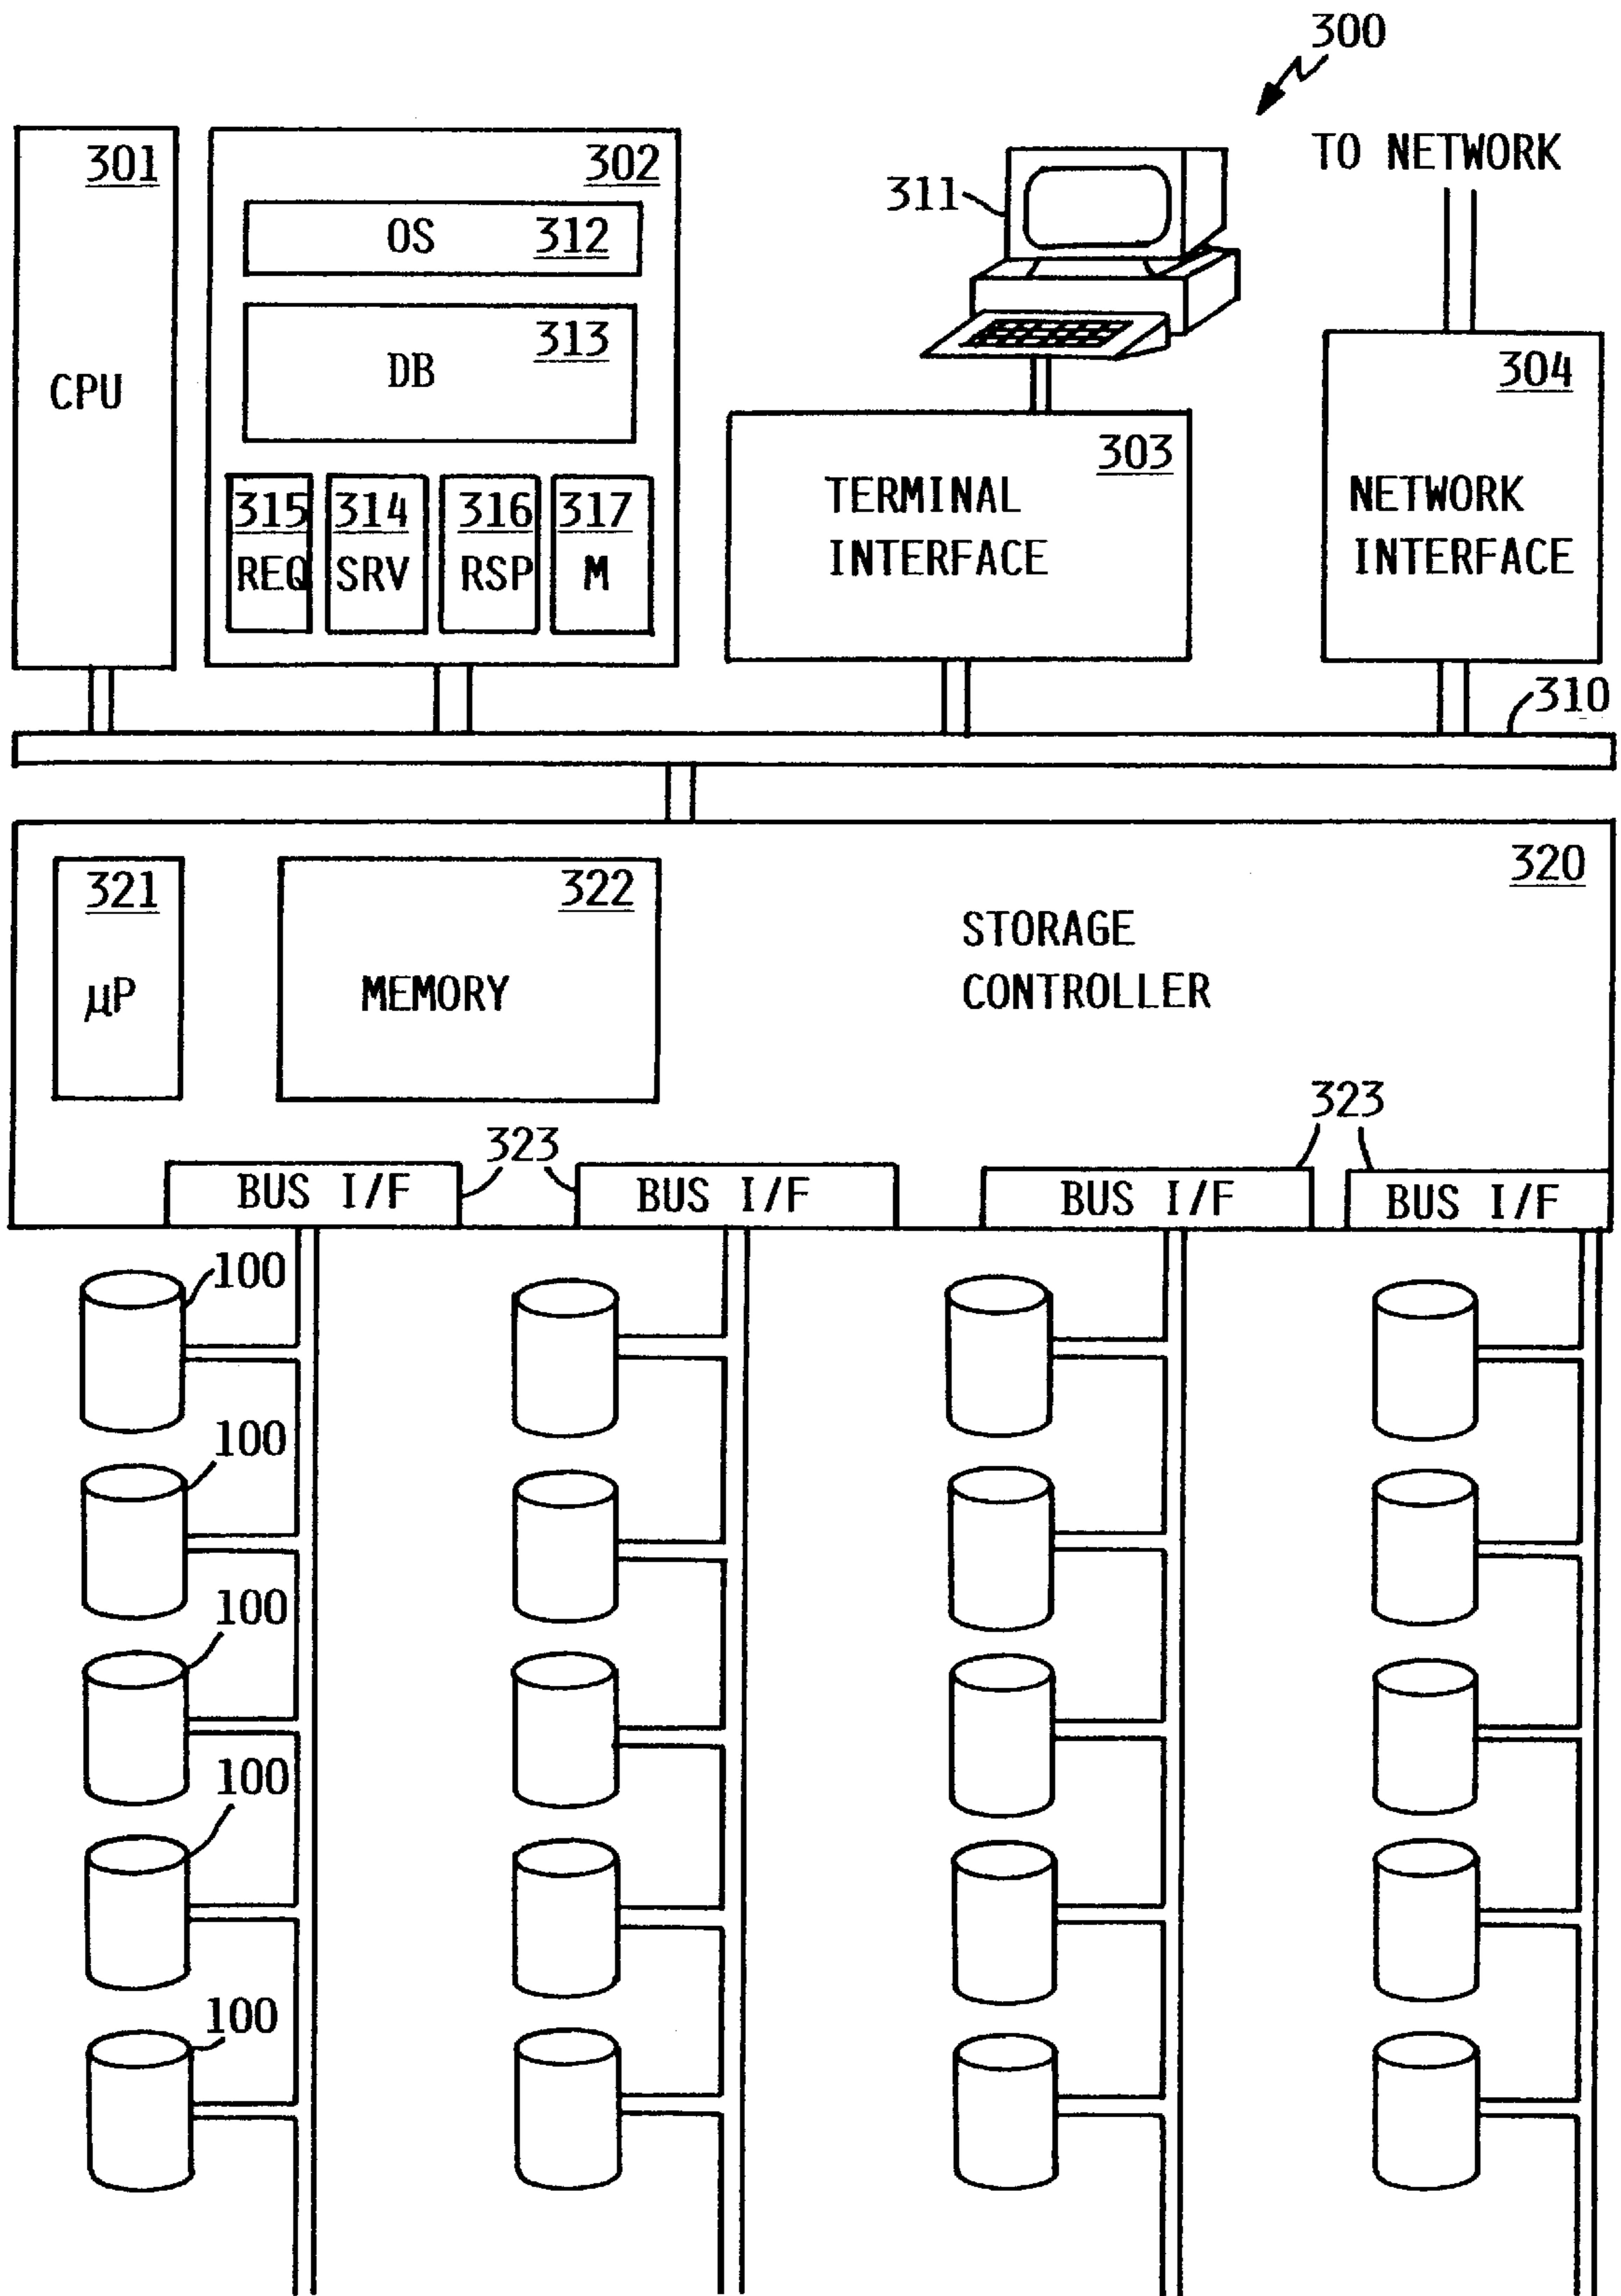 300
TO NETWORK
301
CPU
302
OS 312
DB 313
315 REQ
314 SRV
316 RSP
317 M
311
303
TERMINAL
INTERFACE
304
NETWORK
INTERFACE
310
320
321
µP
322
MEMORY
STORAGE
CONTROLLER
323
323
BUS I/F
BUS I/F
BUS I/F
BUS I/F
100
100
100
100
100